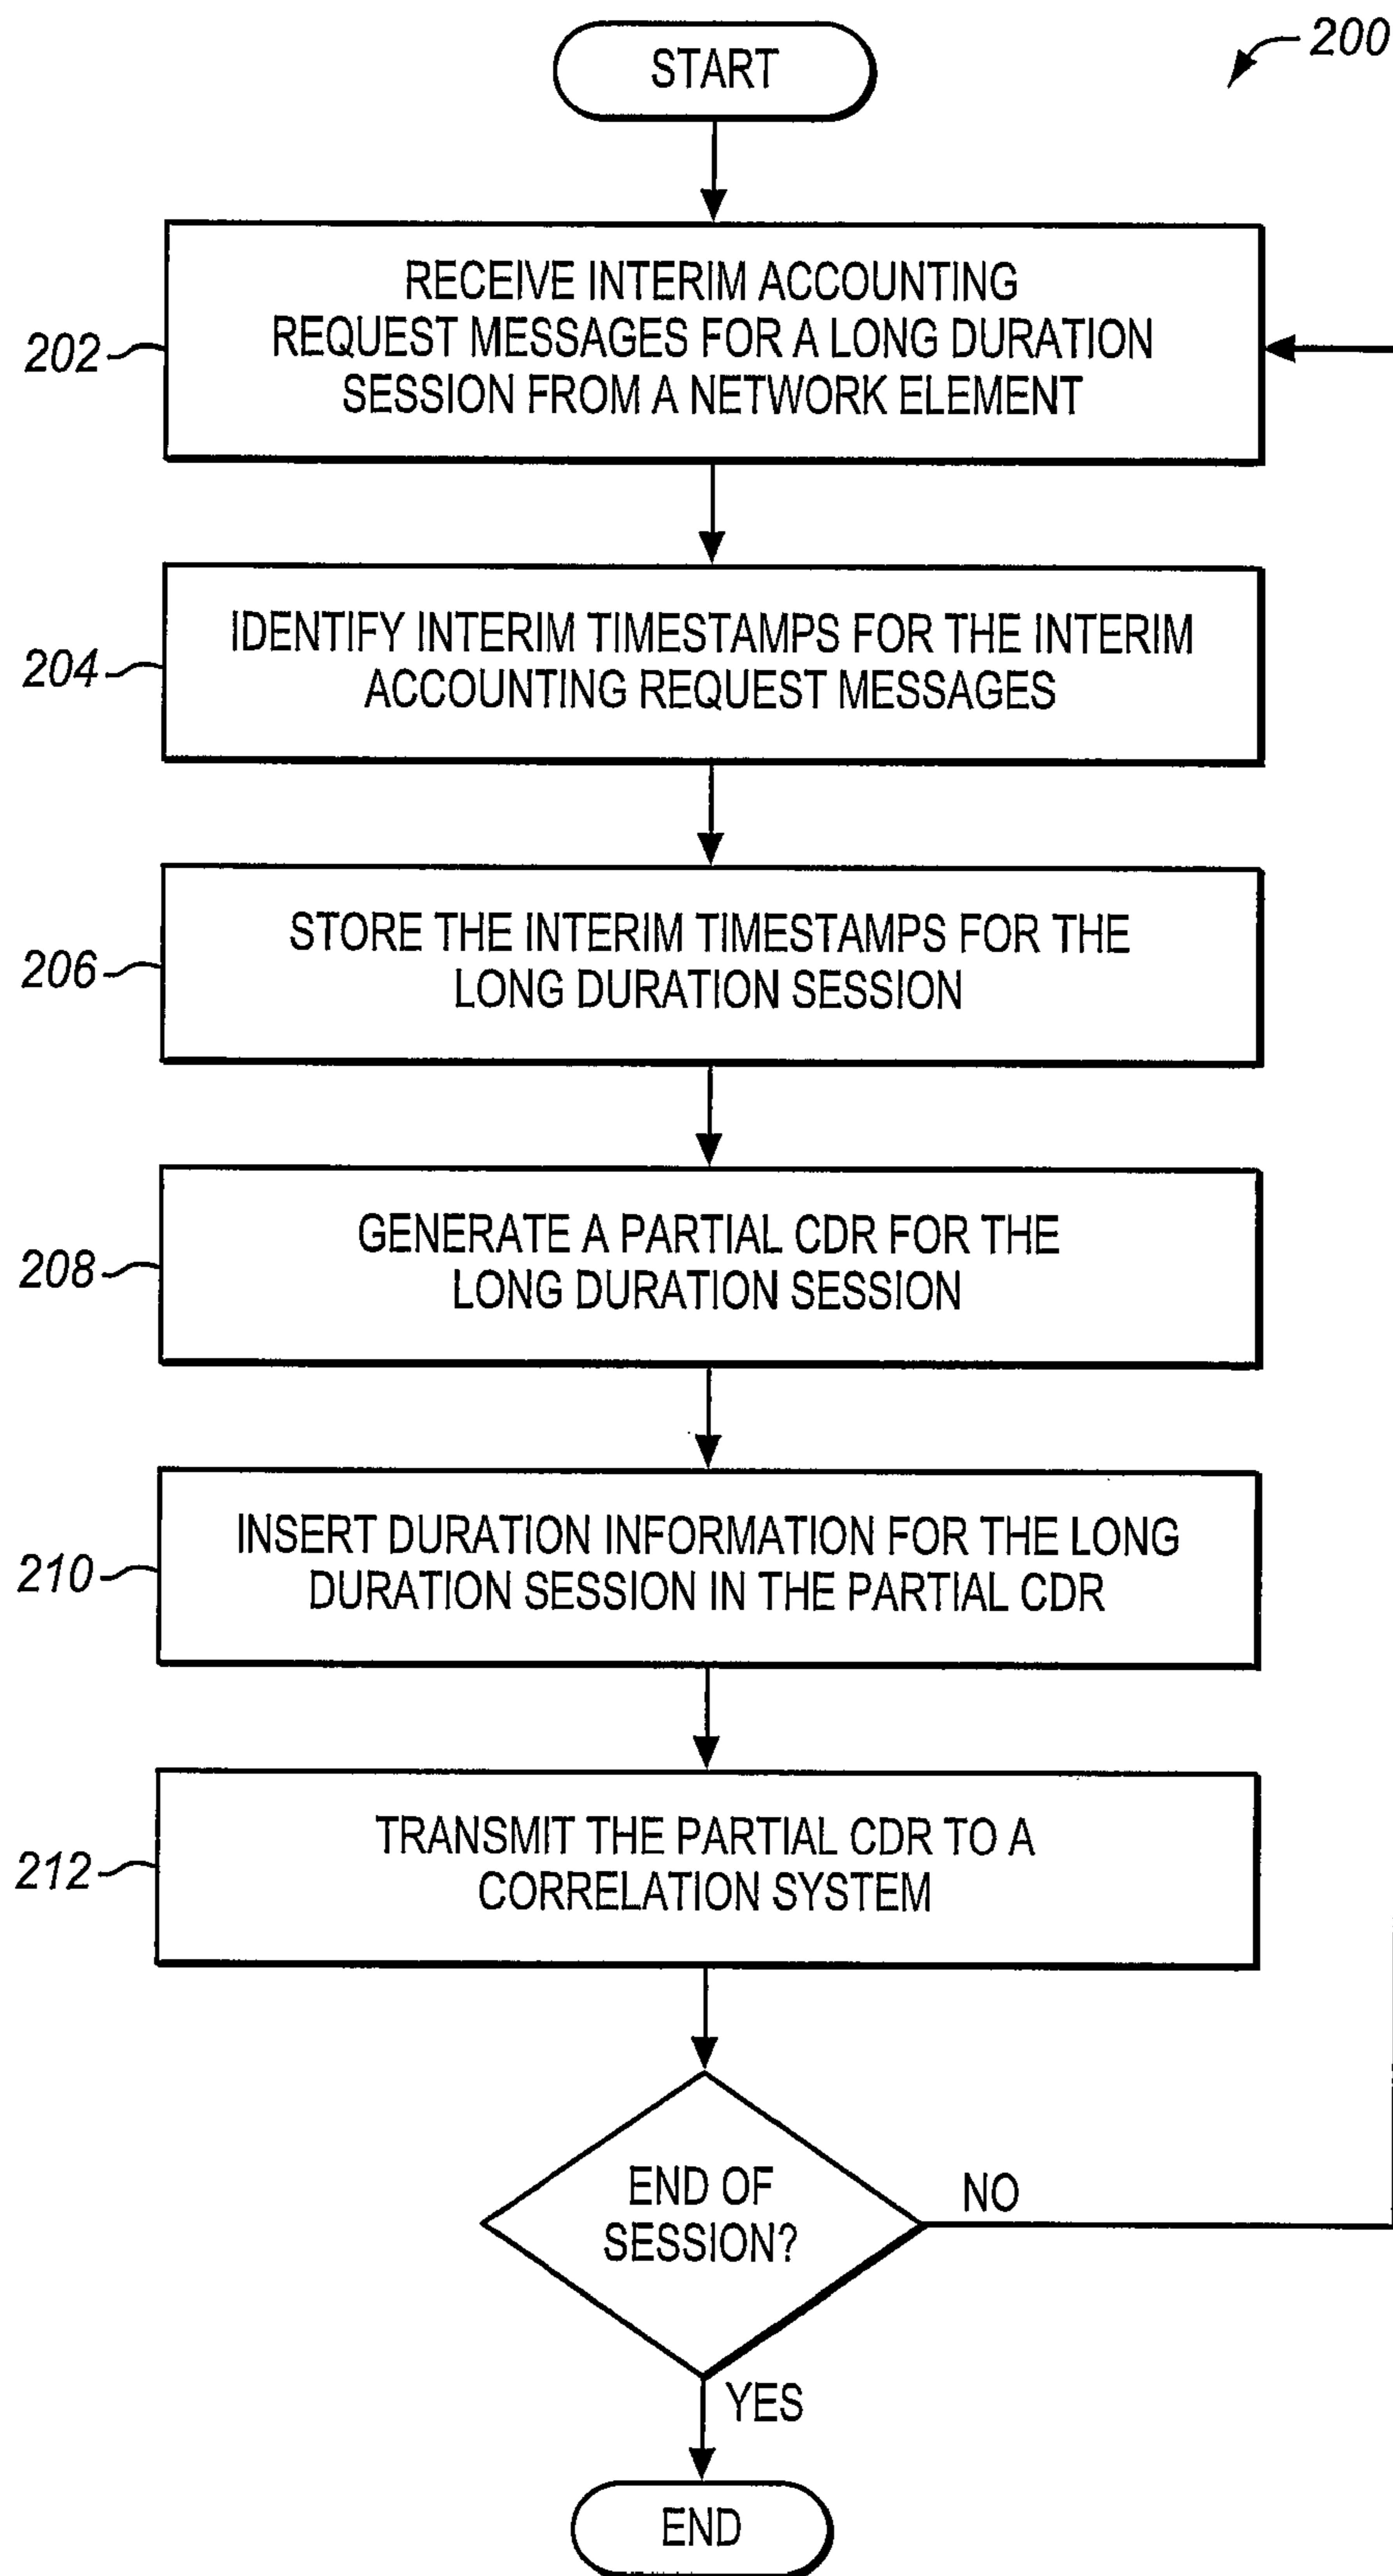 START
200
RECEIVE INTERIM ACCOUNTING
REQUEST MESSAGES FOR A LONG DURATION
SESSION FROM A NETWORK ELEMENT
202
IDENTIFY INTERIM TIMESTAMPS FOR THE INTERIM
ACCOUNTING REQUEST MESSAGES
204
STORE THE INTERIM TIMESTAMPS FOR THE
LONG DURATION SESSION
206
GENERATE A PARTIAL CDR FOR THE
LONG DURATION SESSION
208
INSERT DURATION INFORMATION FOR THE LONG
DURATION SESSION IN THE PARTIAL CDR
210
TRANSMIT THE PARTIAL CDR TO A
CORRELATION SYSTEM
212
END OF
SESSION?
NO
YES
END